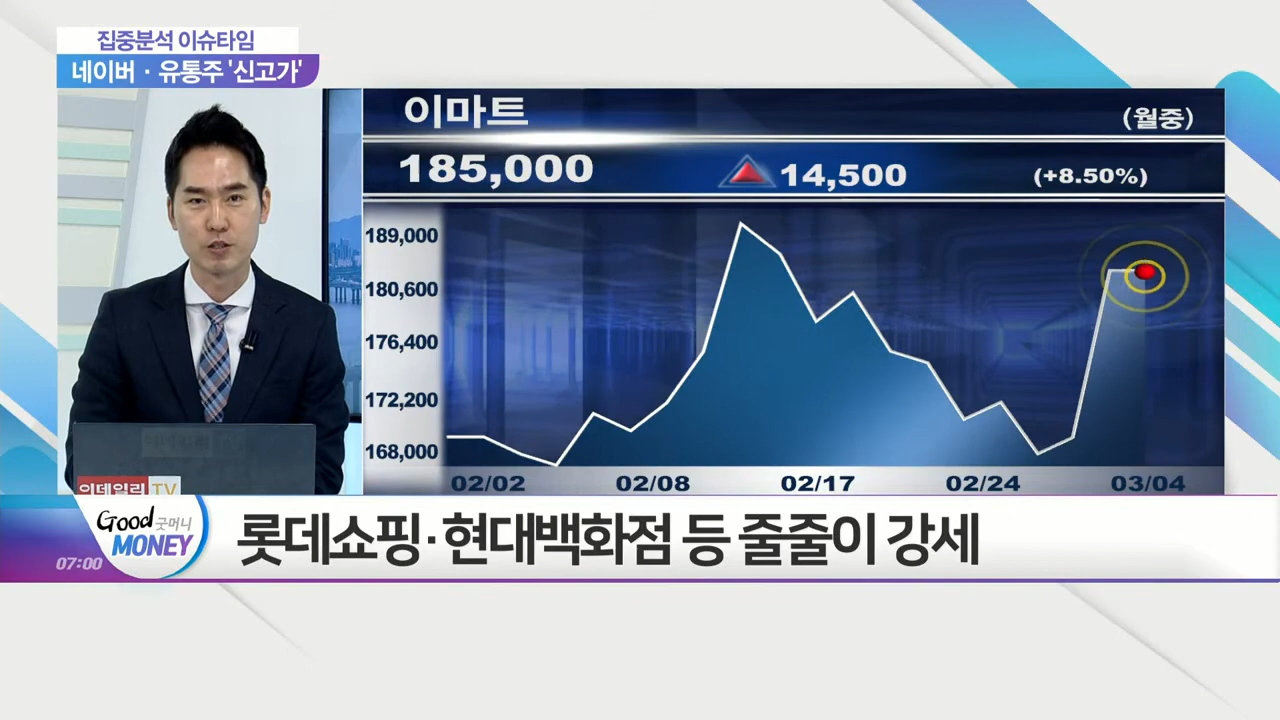 집중분석 이슈타임
네이버 · 유통주 '신고가'
이마트 (월중)
185,000 14,500 (+8.50%)
189,000
180,600
176,400
172,200
168,000
02/02 02/08 02/17 02/24 03/04
이데일리 TV
Good 굿머니
MONEY
07:00
롯데쇼핑·현대백화점 등 줄줄이 강세